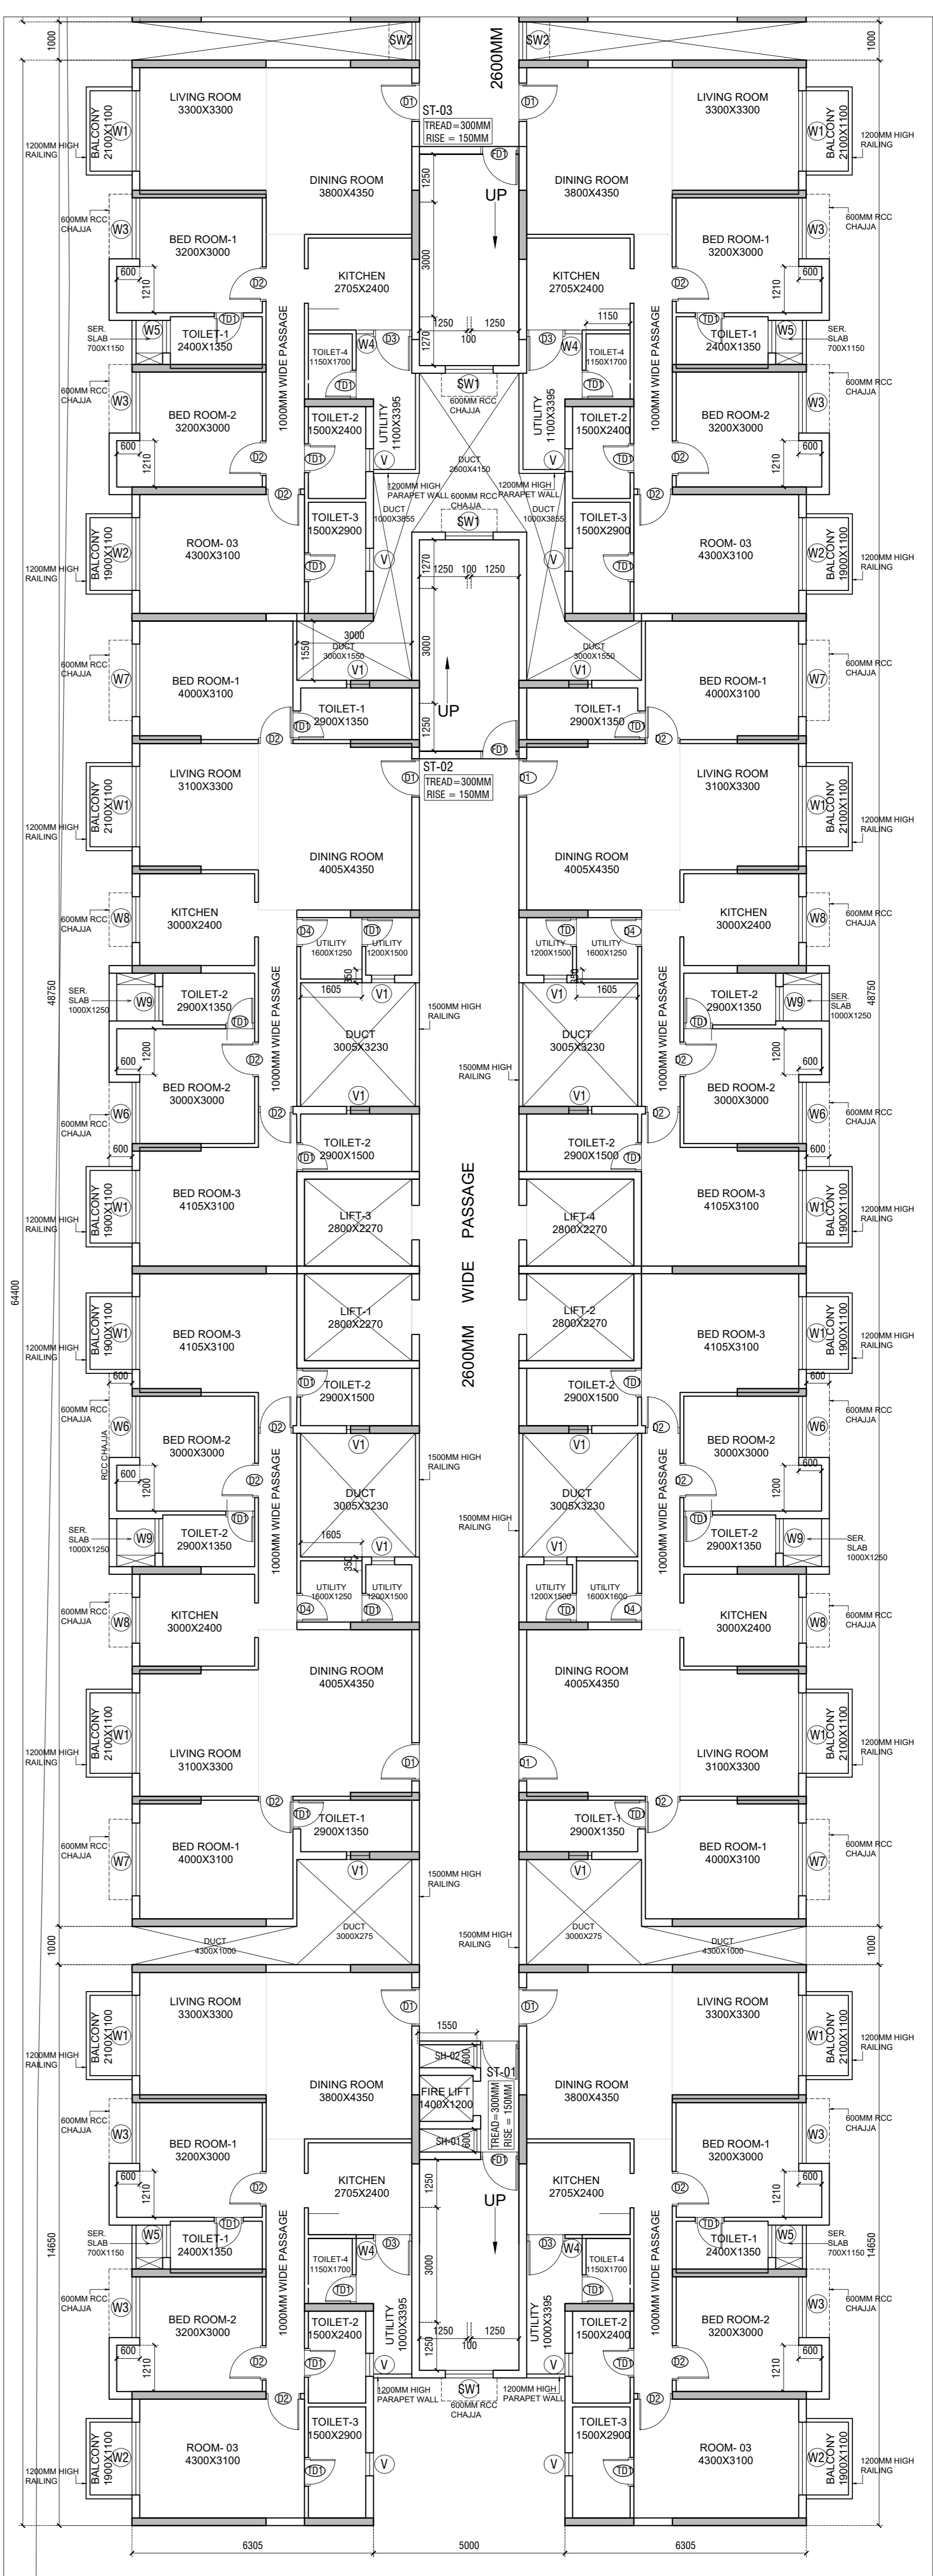 1000
SW2
2600MM
SW2
1000
LIVING ROOM
3300X3300
D1
ST-03
TREAD=300MM
RISE = 150MM
D1
LIVING ROOM
3300X3300
BALCONY
2100X1100
W1
1200MM HIGH
RAILING
W1
BALCONY
2100X1100
1200MM HIGH
RAILING
FD1
DINING ROOM
3800X4350
1250
UP
DINING ROOM
3800X4350
600MM RCC
CHAJJA
W3
BED ROOM-1
3200X3000
BED ROOM-1
3200X3000
W3
600MM RCC
CHAJJA
600
1210
D2
KITCHEN
2705X2400
3000
KITCHEN
2705X2400
D2
1210
600
SER.
SLAB
700X1150
W5
TD1
TOILET-1
2400X1350
1000MM WIDE PASSAGE
TOILET-4
1150X1700
W4
D3
1250
1250
100
1270
D3
W4
1150
TOILET-4
1150X1700
1000MM WIDE PASSAGE
TD1
TOILET-1
2400X1350
W5
SER.
SLAB
700X1150
600MM RCC
CHAJJA
W3
TD1
SW1
600MM RCC
CHAJJA
TD1
W3
600MM RCC
CHAJJA
BED ROOM-2
3200X3000
TOILET-2
1500X2400
UTILITY
1100X3395
UTILITY
1100X3395
TOILET-2
1500X2400
BED ROOM-2
3200X3000
600
1210
D2
TD1
V
DUCT
2600X4150
V
TD1
D2
1210
600
D2
1200MM HIGH
PARAPET WALL
600MM RCC
CHAJJA
1200MM HIGH
PARAPET WALL
D2
BALCONY
1900X1100
W2
1200MM HIGH
RAILING
ROOM- 03
4300X3100
TOILET-3
1500X2900
TD1
DUCT
1000X3855
V
SW1
DUCT
1000X3855
V
TOILET-3
1500X2900
TD1
ROOM- 03
4300X3100
W2
BALCONY
1900X1100
1200MM HIGH
RAILING
1270
1250
100
1250
600MM RCC
CHAJJA
W7
BED ROOM-1
4000X3100
1550
3000
DUCT
3000X1550
V1
3000
DUCT
3000X1550
V1
BED ROOM-1
4000X3100
W7
600MM RCC
CHAJJA
TOILET-1
2900X1350
TD1
D2
UP
1250
FD1
TOILET-1
2900X1350
TD1
D2
LIVING ROOM
3100X3300
D1
ST-02
TREAD=300MM
RISE = 150MM
D1
LIVING ROOM
3100X3300
BALCONY
2100X1100
W1
1200MM HIGH
RAILING
W1
BALCONY
2100X1100
1200MM HIGH
RAILING
DINING ROOM
4005X4350
DINING ROOM
4005X4350
600MM RCC
CHAJJA
W8
KITCHEN
3000X2400
D4
TD1
UTILITY
1600X1250
UTILITY
1200X1500
TD1
D4
UTILITY
1200X1500
UTILITY
1600X1250
KITCHEN
3000X2400
W8
600MM RCC
CHAJJA
48750
SER.
SLAB
1000X1250
W9
TOILET-2
2900X1350
TD1
1000MM WIDE PASSAGE
1605
350
V1
1500MM HIGH
RAILING
V1
350
1605
1000MM WIDE PASSAGE
TOILET-2
2900X1350
TD1
W9
SER.
SLAB
1000X1250
48750
600
1200
D2
DUCT
3005X3230
1500MM HIGH
RAILING
DUCT
3005X3230
D2
1200
600
BED ROOM-2
3000X3000
BED ROOM-2
3000X3000
600MM RCC
CHAJJA
W6
600
D2
V1
V1
D2
W6
600MM RCC
CHAJJA
600
TOILET-2
2900X1500
TD1
TOILET-2
2900X1500
TD1
BALCONY
1900X1100
W1
1200MM HIGH
RAILING
BED ROOM-3
4105X3100
LIFT-3
2800X2270
2600MM WIDE PASSAGE
LIFT-4
2800X2270
BED ROOM-3
4105X3100
W1
BALCONY
1900X1100
1200MM HIGH
RAILING
64400
BALCONY
1900X1100
W1
1200MM HIGH
RAILING
BED ROOM-3
4105X3100
LIFT-1
2800X2270
LIFT-2
2800X2270
BED ROOM-3
4105X3100
W1
BALCONY
1900X1100
1200MM HIGH
RAILING
600
600MM RCC
CHAJJA
W6
RCC CHAJJA
TD1
TOILET-2
2900X1500
TOILET-2
2900X1500
TD1
600
W6
600MM RCC
CHAJJA
D2
BED ROOM-2
3000X3000
V1
V1
D2
BED ROOM-2
3000X3000
600
1200
D2
DUCT
3005X3230
1500MM HIGH
RAILING
DUCT
3005X3230
D2
600
1200
SER.
SLAB
1000X1250
W9
TD1
TOILET-2
2900X1350
1000MM WIDE PASSAGE
1605
350
V1
1500MM HIGH
RAILING
V1
1000MM WIDE PASSAGE
TD1
TOILET-2
2900X1350
W9
SER.
SLAB
1000X1250
600MM RCC
CHAJJA
W8
KITCHEN
3000X2400
UTILITY
1600X1250
UTILITY
1200X1500
D4
TD1
UTILITY
1200X1500
UTILITY
1600X1600
TD1
D4
KITCHEN
3000X2400
W8
600MM RCC
CHAJJA
DINING ROOM
4005X4350
DINING ROOM
4005X4350
BALCONY
2100X1100
W1
1200MM HIGH
RAILING
LIVING ROOM
3100X3300
D1
D1
LIVING ROOM
3100X3300
W1
BALCONY
2100X1100
1200MM HIGH
RAILING
D2
TD1
TOILET-1
2900X1350
TOILET-1
2900X1350
TD1
D2
600MM RCC
CHAJJA
W7
BED ROOM-1
4000X3100
V1
1500MM HIGH
RAILING
V1
BED ROOM-1
4000X3100
W7
600MM RCC
CHAJJA
1000
DUCT
4300X1000
DUCT
3000X275
1500MM HIGH
RAILING
DUCT
3000X275
DUCT
4300X1000
1000
LIVING ROOM
3300X3300
D1
D1
LIVING ROOM
3300X3300
BALCONY
2100X1100
W1
1200MM HIGH
RAILING
1550
SH-02
600
ST-01
TREAD=300MM
RISE = 150MM
W1
BALCONY
2100X1100
1200MM HIGH
RAILING
DINING ROOM
3800X4350
FIRE LIFT
1400X1200
DINING ROOM
3800X4350
600MM RCC
CHAJJA
W3
BED ROOM-1
3200X3000
SH-01
600
FD1
BED ROOM-1
3200X3000
W3
600MM RCC
CHAJJA
600
1210
D2
KITCHEN
2705X2400
1250
UP
KITCHEN
2705X2400
D2
1210
600
14650
SER.
SLAB
700X1150
W5
TD1
TOILET-1
2400X1350
1000MM WIDE PASSAGE
TOILET-4
1150X1700
W4
D3
3000
D3
W4
TOILET-4
1150X1700
1000MM WIDE PASSAGE
TD1
TOILET-1
2400X1350
W5
SER.
SLAB
700X1150
14650
600MM RCC
CHAJJA
W3
TD1
TD1
W3
600MM RCC
CHAJJA
BED ROOM-2
3200X3000
TOILET-2
1500X2400
UTILITY
1000X3395
1250
1250
100
1250
UTILITY
1000X3395
TOILET-2
1500X2400
BED ROOM-2
3200X3000
600
1210
D2
TD1
V
V
TD1
D2
1210
600
D2
1200MM HIGH
PARAPET WALL
SW1
600MM RCC
CHAJJA
1200MM HIGH
PARAPET WALL
D2
BALCONY
1900X1100
W2
1200MM HIGH
RAILING
ROOM- 03
4300X3100
TOILET-3
1500X2900
TD1
V
V
TOILET-3
1500X2900
TD1
ROOM- 03
4300X3100
W2
BALCONY
1900X1100
1200MM HIGH
RAILING
6305
5000
6305